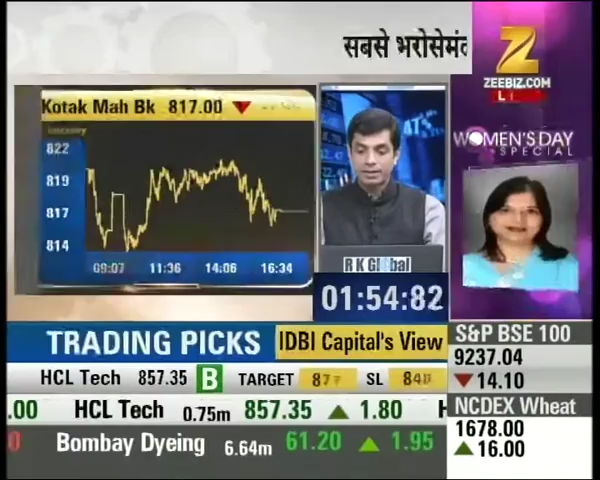 सबसे भरोसेमंद
ZEEBIZ.COM
WOMEN'S DAY
SPECIAL
Kotak Mah Bk 817.00
Intraday
822
819
817
814
09:07 11:36 14:06 16:34
R K Global
01:54:82
TRADING PICKS
IDBI Capital's View
HCL Tech 857.35 B TARGET SL
.00 HCL Tech 0.75m 857.35 1.80
0 Bombay Dyeing 6.64m 61.20 1.95
S&P BSE 100
9237.04
14.10
NCDEX Wheat
1678.00
16.00